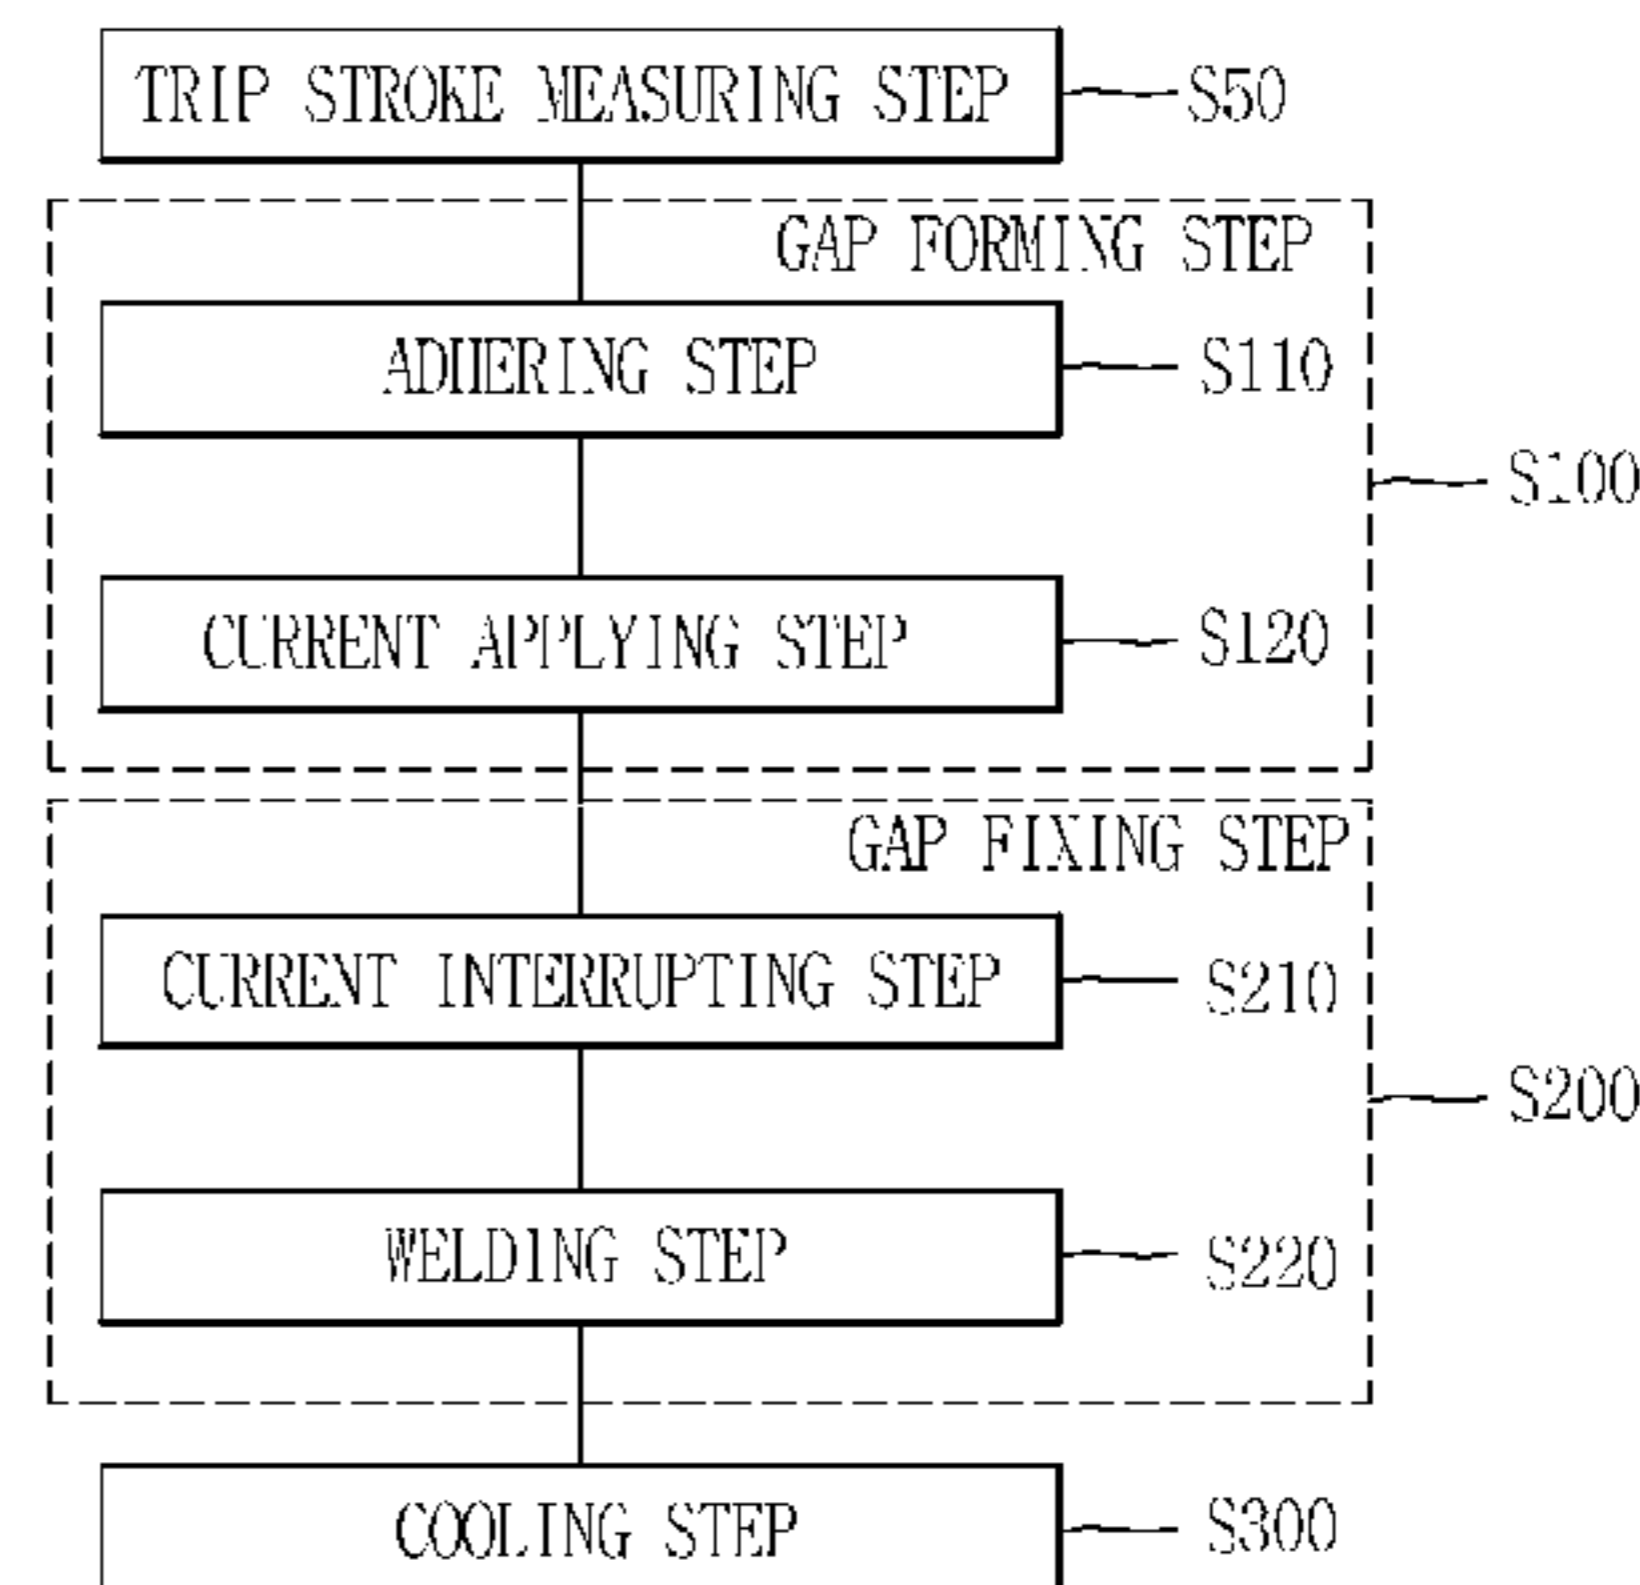 TRIP STROKE MEASURING STEP S50
GAP FORMING STEP
ADHERING STEP S110
S100
CURRENT APPLYING STEP S120
GAP FIXING STEP
CURRENT INTERRUPTING STEP S210
S200
WELDING STEP S220
COOLING STEP S300